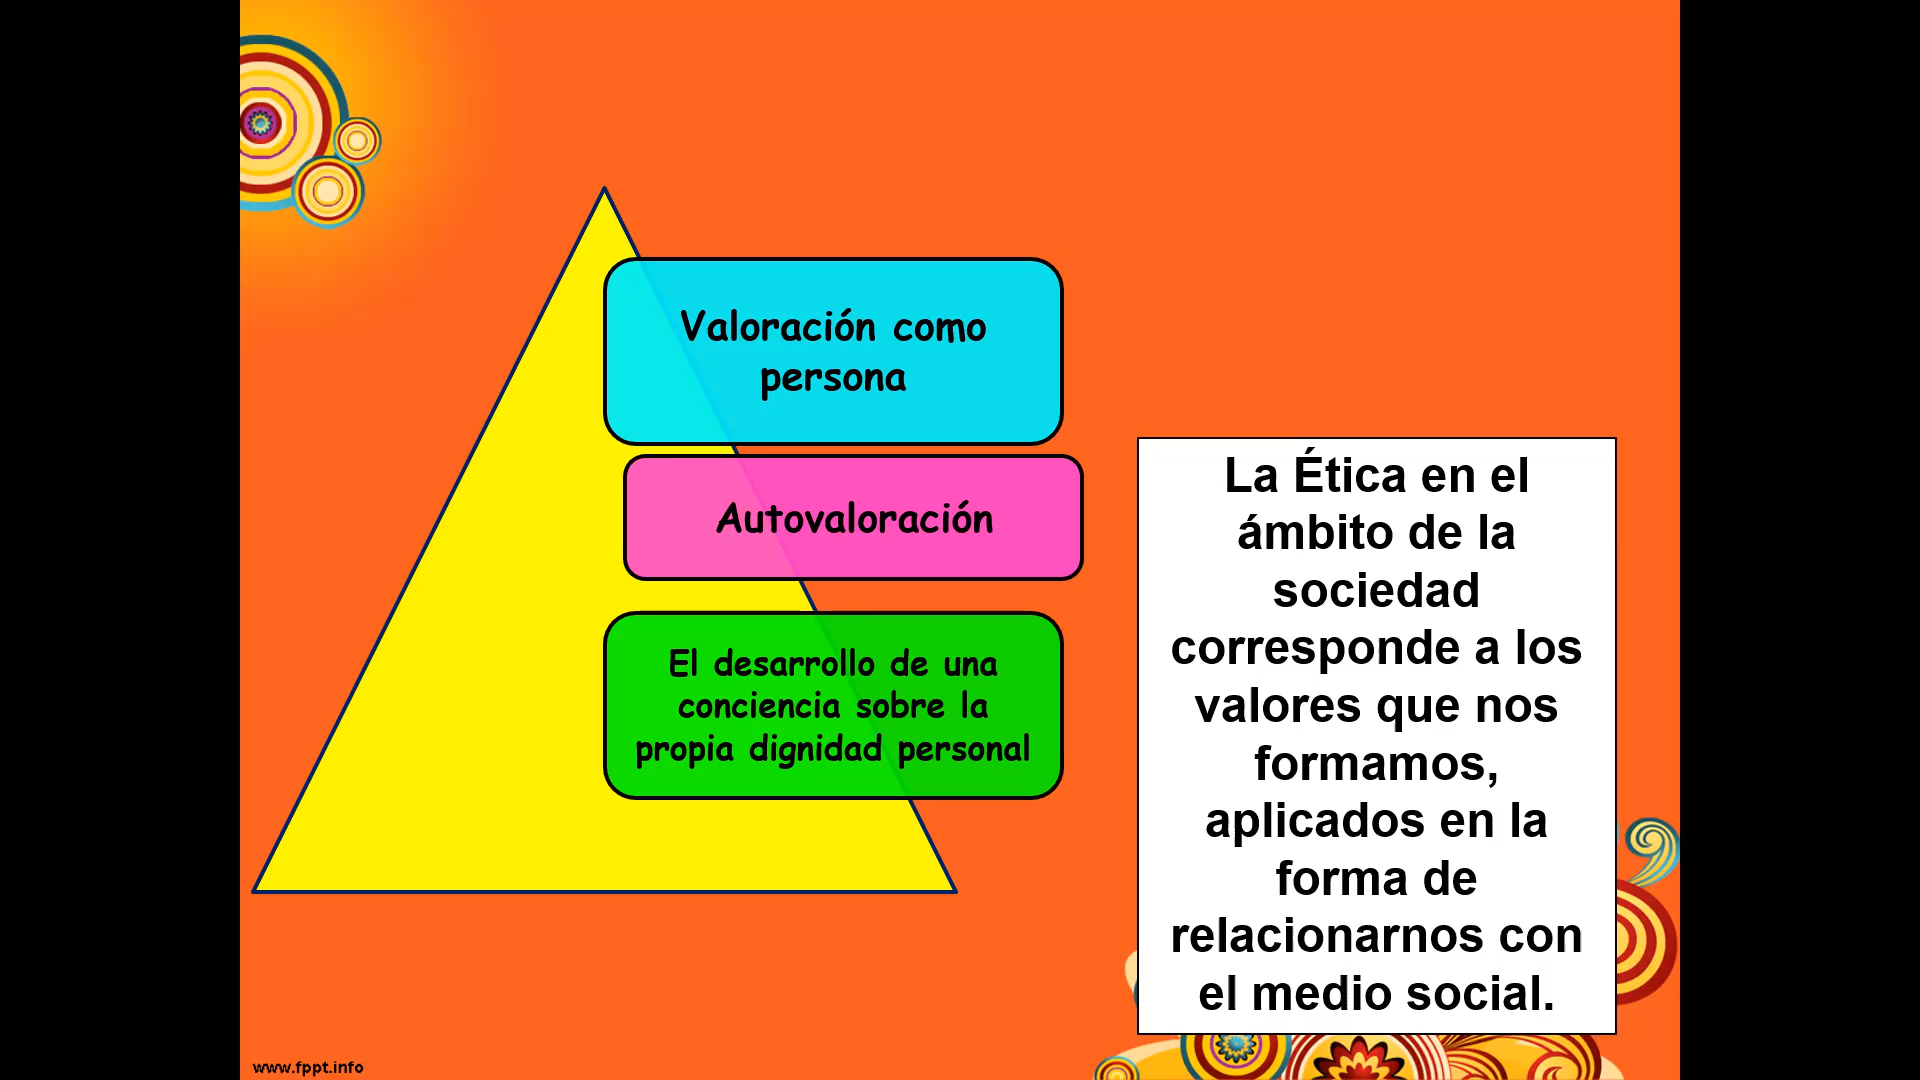 Valoración como
persona
Autovaloración
El desarrollo de una
conciencia sobre la
propia dignidad personal
La Ética en el
ámbito de la
sociedad
corresponde a los
valores que nos
formamos,
aplicados en la
forma de
relacionarnos con
el medio social.
www.fppt.info